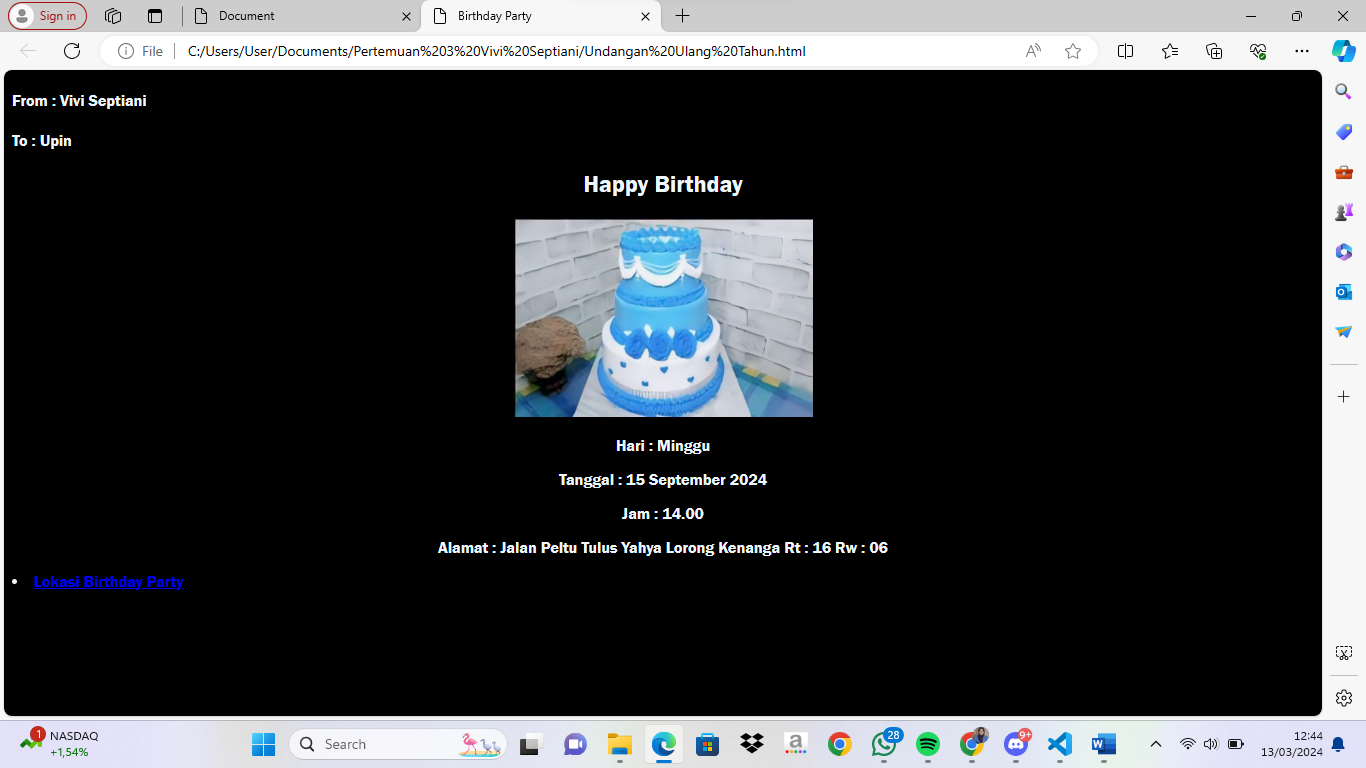 Sign in
Document
Birthday Party
File
C:/Users/User/Documents/Pertemuan%203%20Vivi%20Septiani/Undangan%20Ulang%20Tahun.html
From : Vivi Septiani
To : Upin
Happy Birthday
Hari : Minggu
Tanggal : 15 September 2024
Jam : 14.00
Alamat : Jalan Peltu Tulus Yahya Lorong Kenanga Rt : 16 Rw : 06
Lokasi Birthday Party
1
NASDAQ
+1,54%
Search
28
9+
12:44
13/03/2024